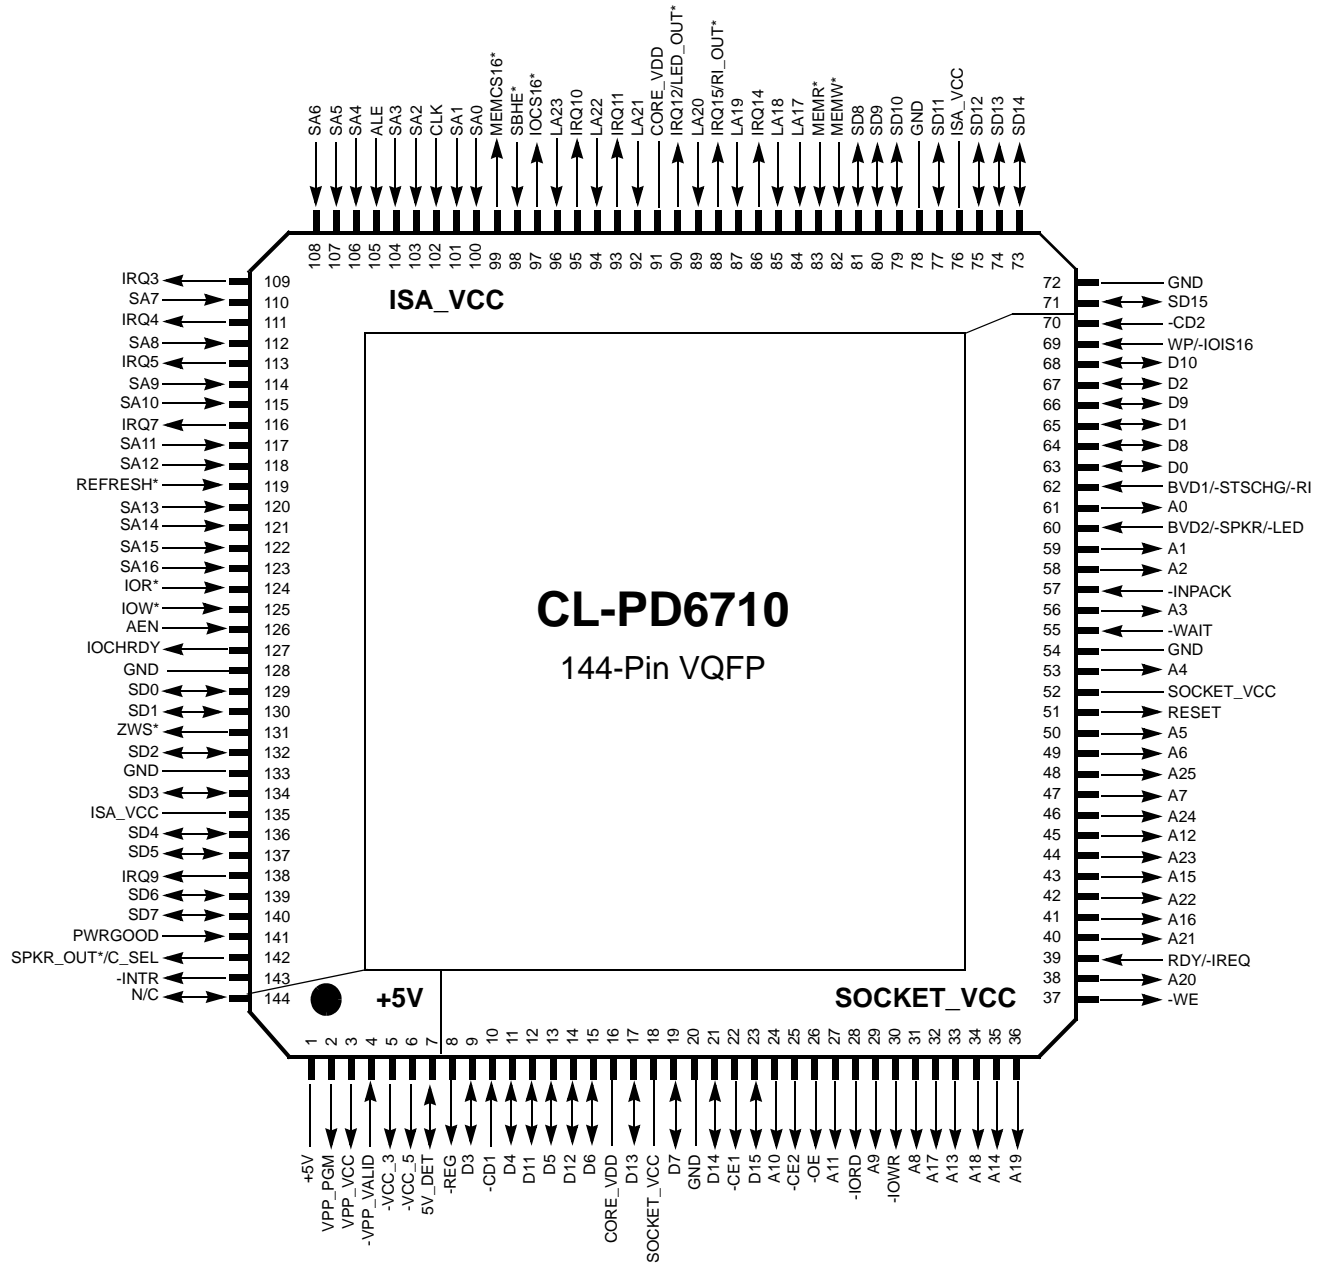 SA6 SA5 SA4 ALE SA3 SA2 CLK SA1 SA0 MEMCS16* SBHE* IOCS16* LA23 IRQ10 LA22 IRQ11 LA21 CORE_VDD IRQ12/LED_OUT* LA20 IRQ15/RI_OUT* LA19 IRQ14 LA18 LA17 MEMR* MEMW* SD8 SD9 SD10 GND SD11 ISA_VCC SD12 SD13 SD14
108 107 106 105 104 103 102 101 100 99 98 97 96 95 94 93 92 91 90 89 88 87 86 85 84 83 82 81 80 79 78 77 76 75 74 73
IRQ3 109
SA7 110
IRQ4 111
SA8 112
IRQ5 113
SA9 114
SA10 115
IRQ7 116
SA11 117
SA12 118
REFRESH* 119
SA13 120
SA14 121
SA15 122
SA16 123
IOR* 124
IOW* 125
AEN 126
IOCHRDY 127
GND 128
SD0 129
SD1 130
ZWS* 131
SD2 132
GND 133
SD3 134
ISA_VCC 135
SD4 136
SD5 137
IRQ9 138
SD6 139
SD7 140
PWRGOOD 141
SPKR_OUT*/C_SEL 142
-INTR 143
N/C 144
ISA_VCC
CL-PD6710
144-Pin VQFP
+5V
SOCKET_VCC
72 GND
71 SD15
70 -CD2
69 WP/-IOIS16
68 D10
67 D2
66 D9
65 D1
64 D8
63 D0
62 BVD1/-STSCHG/-RI
61 A0
60 BVD2/-SPKR/-LED
59 A1
58 A2
57 -INPACK
56 A3
55 -WAIT
54 GND
53 A4
52 SOCKET_VCC
51 RESET
50 A5
49 A6
48 A25
47 A7
46 A24
45 A12
44 A23
43 A15
42 A22
41 A16
40 A21
39 RDY/-IREQ
38 A20
37 -WE
1 2 3 4 5 6 7 8 9 10 11 12 13 14 15 16 17 18 19 20 21 22 23 24 25 26 27 28 29 30 31 32 33 34 35 36
+5V VPP_PGM VPP_VCC -VPP_VALID -VCC_3 -VCC_5 5V_DET -REG D3 -CD1 D4 D11 D5 D12 D6 CORE_VDD D13 SOCKET_VCC D7 GND D14 -CE1 D15 A10 -CE2 -OE A11 -IORD A9 -IOWR A8 A17 A13 A18 A14 A19